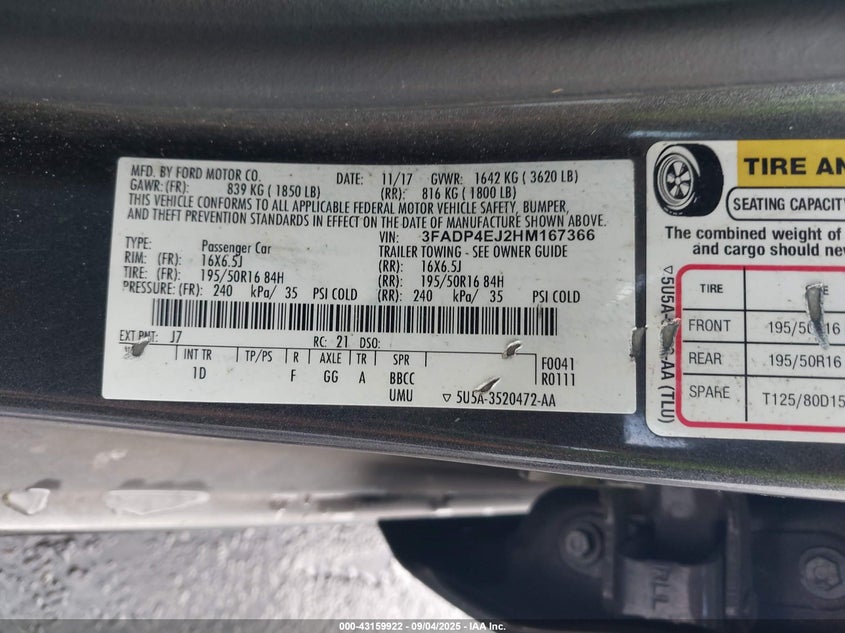 MFD. BY FORD MOTOR CO. DATE: 11/17 GVWR: 1642 KG ( 3620 LB)
GAWR: (FR): 839 KG ( 1850 LB) (RR): 816 KG ( 1800 LB)
THIS VEHICLE CONFORMS TO ALL APPLICABLE FEDERAL MOTOR VEHICLE SAFETY, BUMPER,
AND THEFT PREVENTION STANDARDS IN EFFECT ON THE DATE OF MANUFACTURE SHOWN ABOVE.
VIN: 3FADP4EJ2HM167366
TYPE: Passenger Car TRAILER TOWING - SEE OWNER GUIDE
RIM: (FR): 16X6.5J (RR): 16X6.5J
TIRE: (FR): 195/50R16 84H (RR): 195/50R16 84H
PRESSURE: (FR): 240 kPa/ 35 PSI COLD (RR): 240 kPa/ 35 PSI COLD
EXT PNT: J7 RC: 21 DSO:
INT TR TP/PS R AXLE TR SPR F0041
1D F GG A BBCC R0111
UMU ▽ 5U5A-3520472-AA
TIRE AN
SEATING CAPACITY
The combined weight of
and cargo should nev
▽5U5A AA (TLU)
TIRE
FRONT 195/50R16
REAR 195/50R16
SPARE T125/80D15
RLL
000-43159922 - 09/04/2025 - IAA Inc.